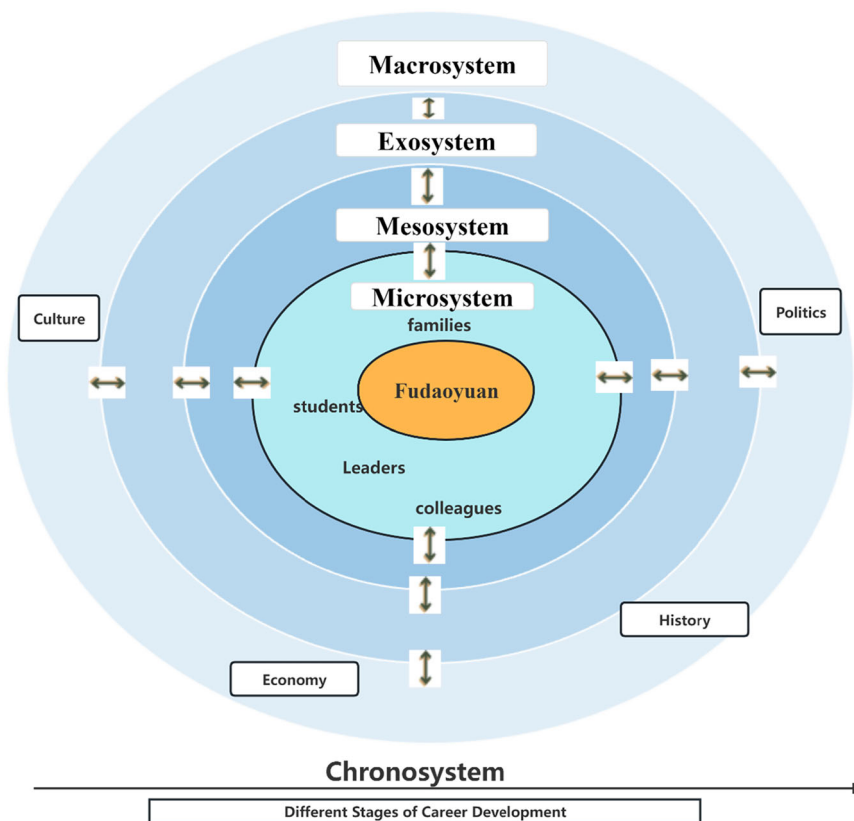 Macrosystem
Exosystem
Mesosystem
Microsystem
families
Culture
Politics
Fudaoyuan
students
Leaders
colleagues
History
Economy
Chronosystem
Different Stages of Career Development